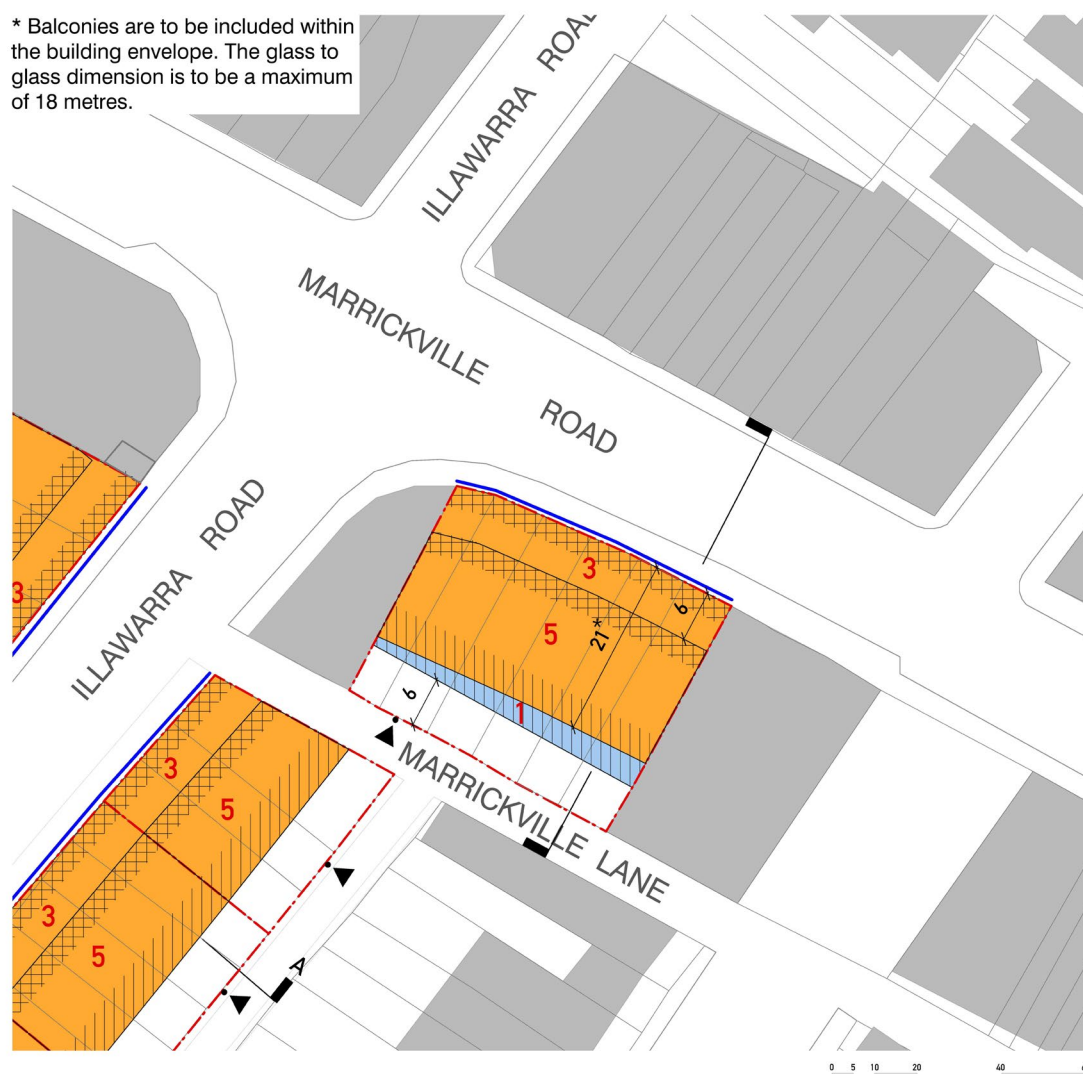 * Balconies are to be included within
the building envelope. The glass to
glass dimension is to be a maximum
of 18 metres.
ILLAWARRA ROAD
MARRICKVILLE
ROAD
ILLAWARRA ROAD
3
3
5
21*
6
6
1
MARRICKVILLE LANE
3
5
3
5
A
0 5 10 20 40